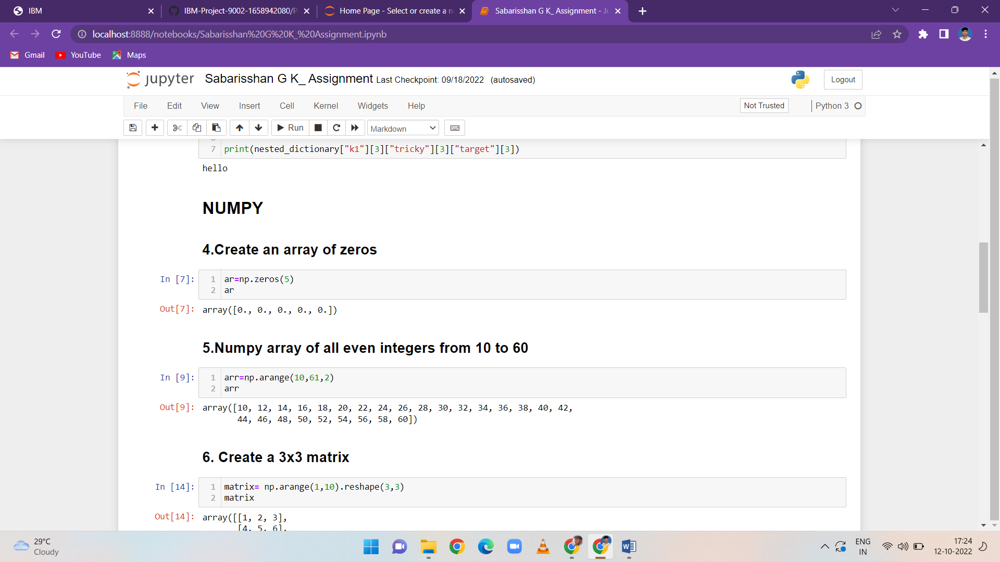 IBM
IBM-Project-9002-1658942080/P
Home Page - Select or create a n
Sabarisshan G K_ Assignment - Ju
localhost:8888/notebooks/Sabarisshan%20G%20K_%20Assignment.ipynb
Gmail YouTube Maps
jupyter Sabarisshan G K_ Assignment Last Checkpoint: 09/18/2022 (autosaved)
Logout
File Edit View Insert Cell Kernel Widgets Help
Not Trusted Python 3
Run Markdown
7 print(nested_dictionary["k1"][3]["tricky"][3]["target"][3])
hello
NUMPY
4.Create an array of zeros
In [7]: 1 ar=np.zeros(5)
2 ar
Out[7]: array([0., 0., 0., 0., 0.])
5.Numpy array of all even integers from 10 to 60
In [9]: 1 arr=np.arange(10,61,2)
2 arr
Out[9]: array([10, 12, 14, 16, 18, 20, 22, 24, 26, 28, 30, 32, 34, 36, 38, 40, 42,
44, 46, 48, 50, 52, 54, 56, 58, 60])
6. Create a 3x3 matrix
In [14]: 1 matrix= np.arange(1,10).reshape(3,3)
2 matrix
Out[14]: array([[1, 2, 3],
[4, 5, 6],
29°C
Cloudy
ENG
IN
17:24
12-10-2022